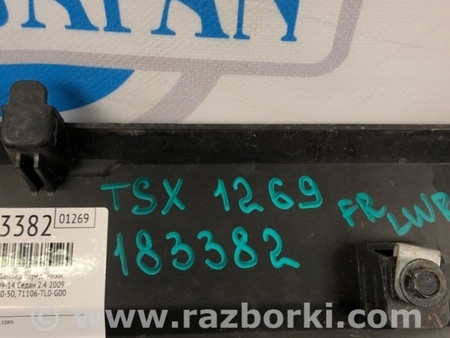 TSX 1269
FR LWR
183382
3382 01269
9-14 Седан 2.4 2009
0-50, 71106-TL0-G00
www.razborki.com